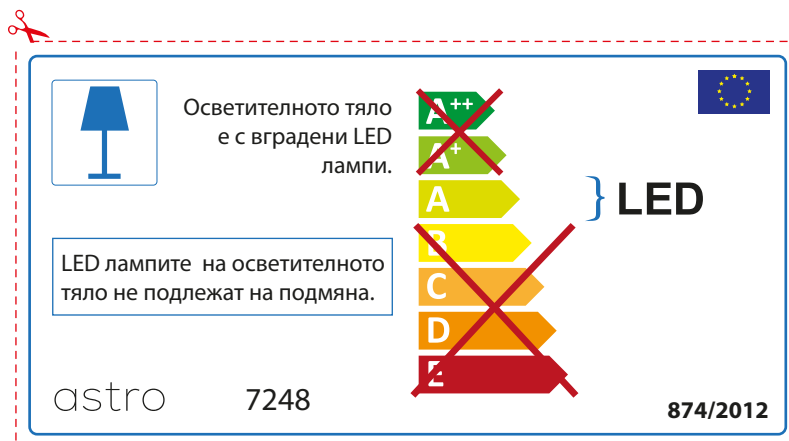 Осветителното тяло
е с вградени LED
лампи.
LED лампите на осветителното
тяло не подлежат на подмяна.
A++
A+
A
B
C
D
E
LED
astro
7248
874/2012